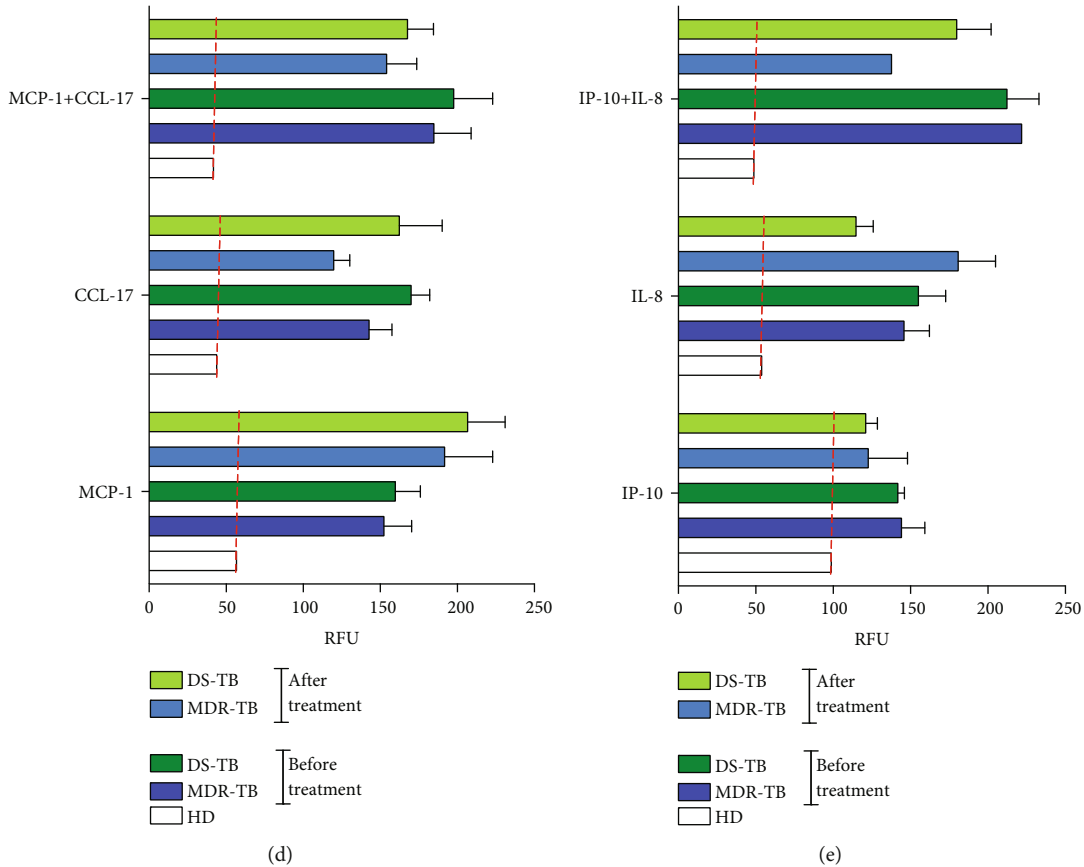 MCP-1+CCL-17
CCL-17
MCP-1
0 50 100 150 200 250
RFU
DS-TB
MDR-TB
After
treatment
DS-TB
MDR-TB
Before
treatment
HD
(d)
IP-10+IL-8
IL-8
IP-10
0 50 100 150 200 250
RFU
DS-TB
MDR-TB
After
treatment
DS-TB
MDR-TB
Before
treatment
HD
(e)